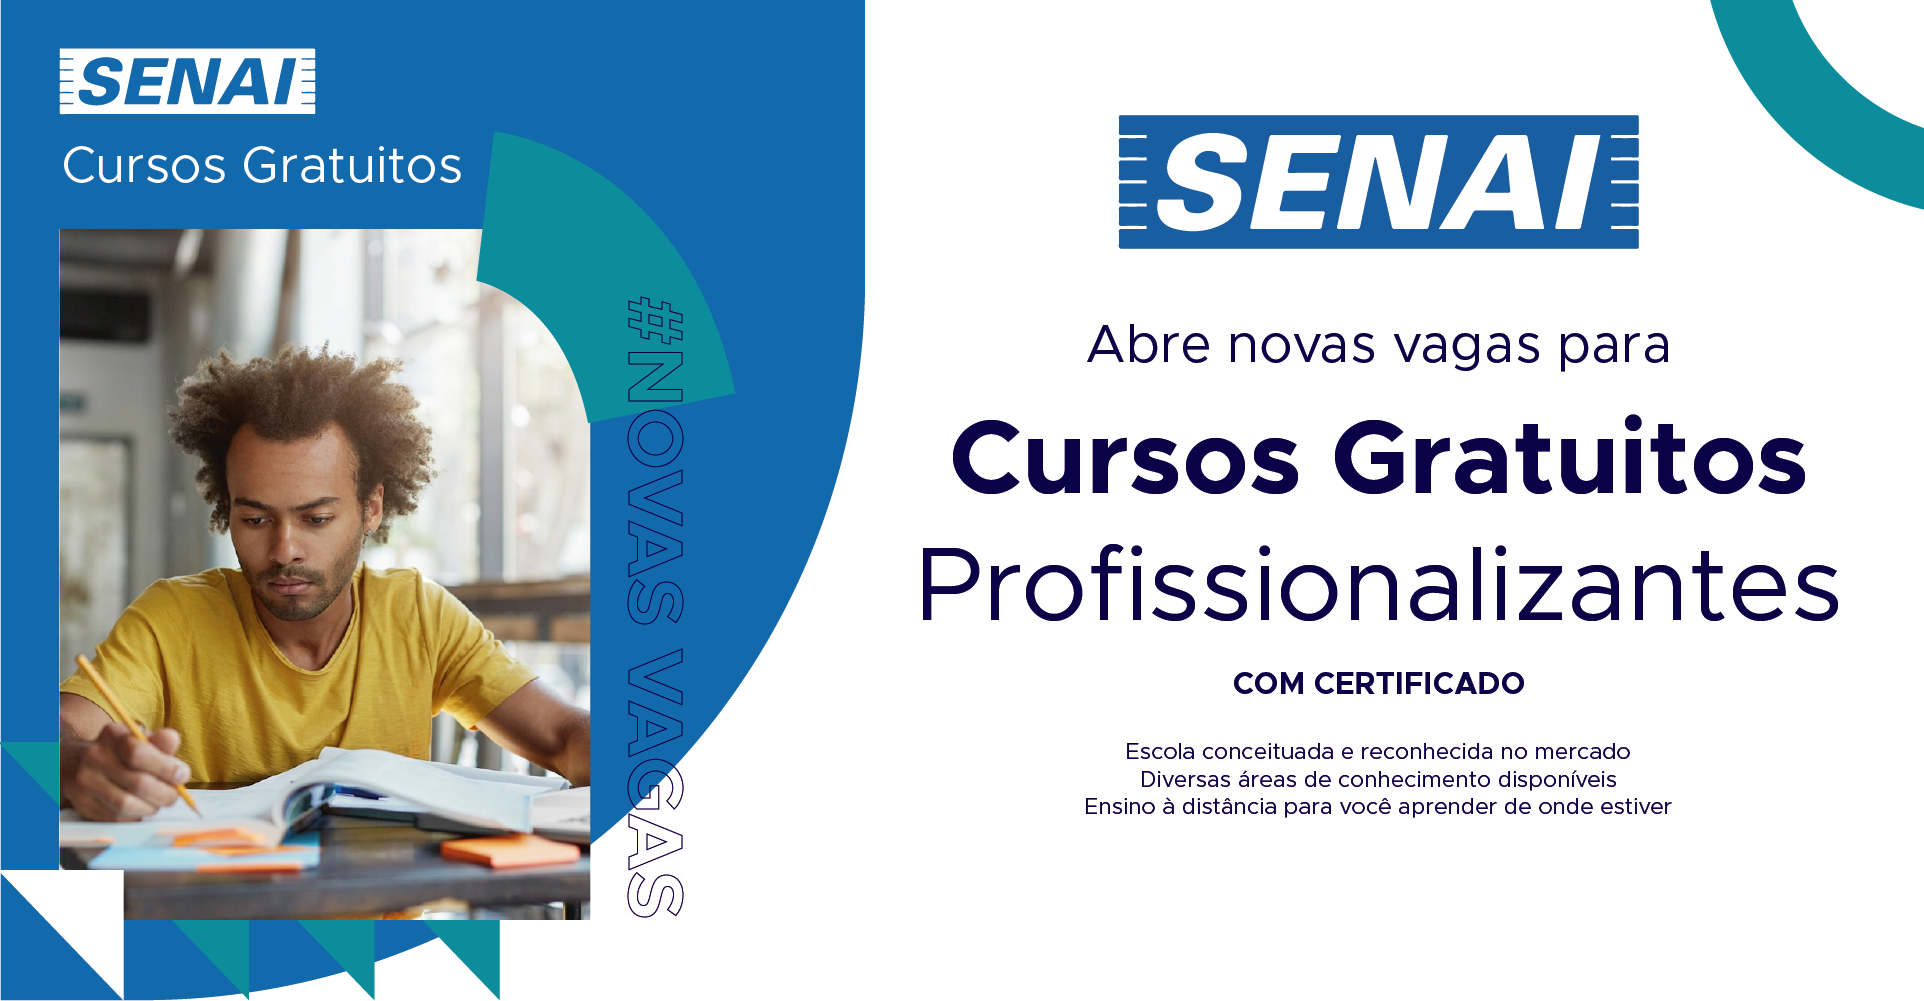 SENAI
Cursos Gratuitos
#NOVAS VAGAS
SENAI
Abre novas vagas para
Cursos Gratuitos
Profissionalizantes
COM CERTIFICADO
Escola conceituada e reconhecida no mercado
Diversas áreas de conhecimento disponíveis
Ensino à distância para você aprender de onde estiver